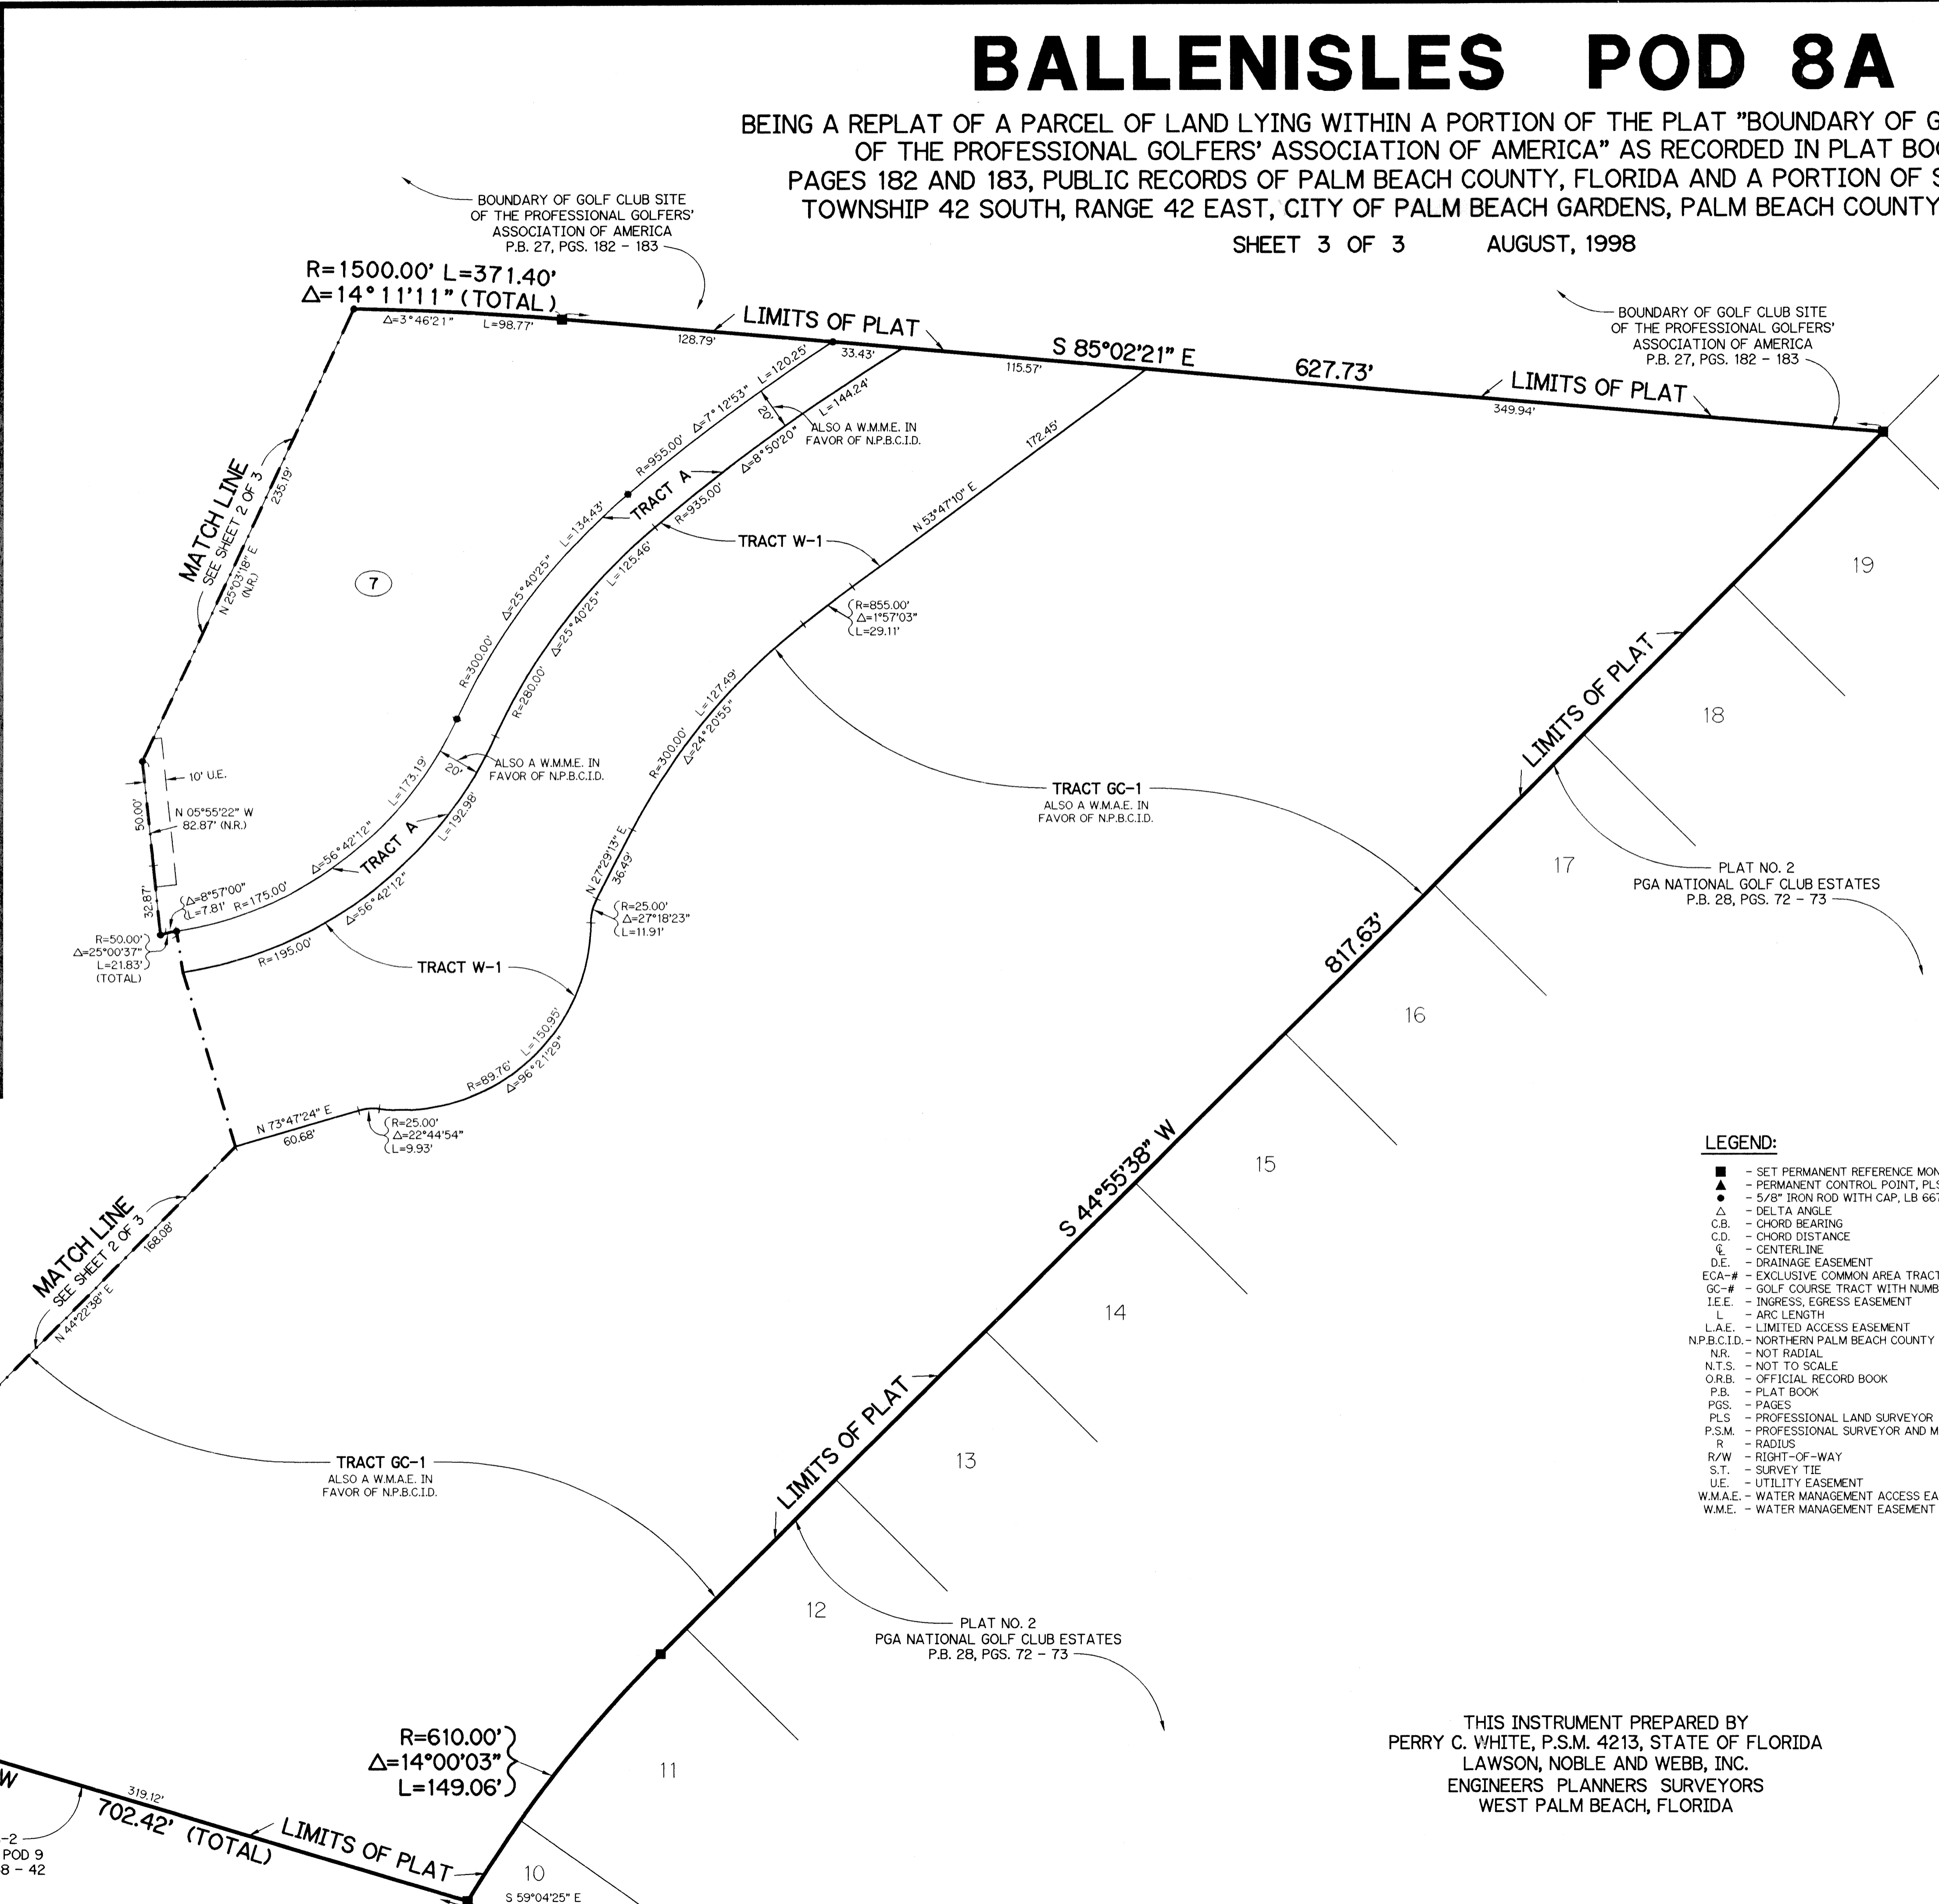 BALLENISLES POD 8A
BEING A REPLAT OF A PARCEL OF LAND LYING WITHIN A PORTION OF THE PLAT "BOUNDARY OF
OF THE PROFESSIONAL GOLFERS' ASSOCIATION OF AMERICA" AS RECORDED IN PLAT
PAGES 182 AND 183, PUBLIC RECORDS OF PALM BEACH COUNTY, FLORIDA AND A PORTION OF
TOWNSHIP 42 SOUTH, RANGE 42 EAST, CITY OF PALM BEACH GARDENS, PALM BEACH COUNTY
SHEET 3 OF 3 AUGUST, 1998
BOUNDARY OF GOLF CLUB SITE
OF THE PROFESSIONAL GOLFERS'
ASSOCIATION OF AMERICA
P.B. 27, PGS. 182 - 183
R=1500.00' L=371.40'
Δ=14°11'11" (TOTAL)
Δ=3°46'21" L=98.77'
LIMITS OF PLAT
128.79'
33.43'
115.57'
S 85°02'21" E
627.73'
LIMITS OF PLAT
349.94'
BOUNDARY OF GOLF CLUB SITE
OF THE PROFESSIONAL GOLFERS'
ASSOCIATION OF AMERICA
P.B. 27, PGS. 182 - 183
MATCH LINE
SEE SHEET 2 OF 3
235.19'
N 25°03'18" E
(N.R.)
7
R=955.00' Δ=7°12'53" L=120.25'
20'
L=144.24'
Δ=8°50'20"
R=935.00'
ALSO A W.M.M.E. IN
FAVOR OF N.P.B.C.I.D.
TRACT A
172.45'
N 53°47'10" E
TRACT W-1
R=300.00' Δ=25°40'25" L=134.43'
R=280.00' Δ=25°40'25" L=125.46'
R=855.00'
Δ=1°57'03"
L=29.11'
R=300.00' L=127.49'
Δ=24°20'55"
ALSO A W.M.M.E. IN
FAVOR OF N.P.B.C.I.D.
20'
10' U.E.
50.00'
N 05°55'22" W
82.87' (N.R.)
32.87'
Δ=8°57'00"
L=7.81'
R=175.00' Δ=56°42'12" L=173.19'
TRACT A
R=195.00' Δ=56°42'12" L=192.98'
R=50.00'
Δ=25°00'37"
L=21.83'
(TOTAL)
TRACT W-1
N 27°29'13" E
36.49'
R=25.00'
Δ=27°18'23"
L=11.91'
R=89.76' L=150.95'
Δ=96°21'29"
N 73°47'24" E
60.68'
R=25.00'
Δ=22°44'54"
L=9.93'
TRACT GC-1
ALSO A W.M.A.E. IN
FAVOR OF N.P.B.C.I.D.
LIMITS OF PLAT
19
18
17
16
15
14
13
12
11
10
PLAT NO. 2
PGA NATIONAL GOLF CLUB ESTATES
P.B. 28, PGS. 72 - 73
817.63'
S 44°55'38" W
MATCH LINE
SEE SHEET 2 OF 3
168.08'
N 44°22'38" E
TRACT GC-1
ALSO A W.M.A.E. IN
FAVOR OF N.P.B.C.I.D.
LIMITS OF PLAT
PLAT NO. 2
PGA NATIONAL GOLF CLUB ESTATES
P.B. 28, PGS. 72 - 73
R=610.00'
Δ=14°00'03"
L=149.06'
W
319.12'
702.42' (TOTAL)
LIMITS OF PLAT
-2
POD 9
8 - 42
S 59°04'25" E
LEGEND:
■ - SET PERMANENT REFERENCE
▲ - PERMANENT CONTROL POINT,
● - 5/8" IRON ROD WITH CAP, LB
Δ - DELTA ANGLE
C.B. - CHORD BEARING
C.D. - CHORD DISTANCE
℄ - CENTERLINE
D.E. - DRAINAGE EASEMENT
ECA-# - EXCLUSIVE COMMON AREA TRACT
GC-# - GOLF COURSE TRACT WITH
I.E.E. - INGRESS, EGRESS EASEMENT
L - ARC LENGTH
L.A.E. - LIMITED ACCESS EASEMENT
N.P.B.C.I.D. - NORTHERN PALM BEACH COUNTY
N.R. - NOT RADIAL
N.T.S. - NOT TO SCALE
O.R.B. - OFFICIAL RECORD BOOK
P.B. - PLAT BOOK
PGS. - PAGES
PLS - PROFESSIONAL LAND SURVEYOR
P.S.M. - PROFESSIONAL SURVEYOR AND
R - RADIUS
R/W - RIGHT-OF-WAY
S.T. - SURVEY TIE
U.E. - UTILITY EASEMENT
W.M.A.E. - WATER MANAGEMENT ACCESS
W.M.E. - WATER MANAGEMENT EASEMENT
THIS INSTRUMENT PREPARED BY
PERRY C. WHITE, P.S.M. 4213, STATE OF FLORIDA
LAWSON, NOBLE AND WEBB, INC.
ENGINEERS PLANNERS SURVEYORS
WEST PALM BEACH, FLORIDA